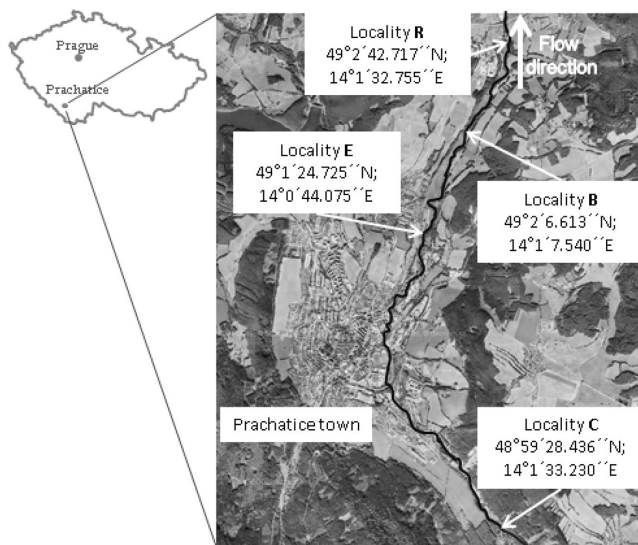 Prague
Prachatice
Locality R
49°2´42.717´´N;
14°1´32.755´´E
Flow
direction
Locality E
49°1´24.725´´N;
14°0´44.075´´E
Locality B
49°2´6.613´´N;
14°1´7.540´´E
Prachatice town
Locality C
48°59´28.436´´N;
14°1´33.230´´E